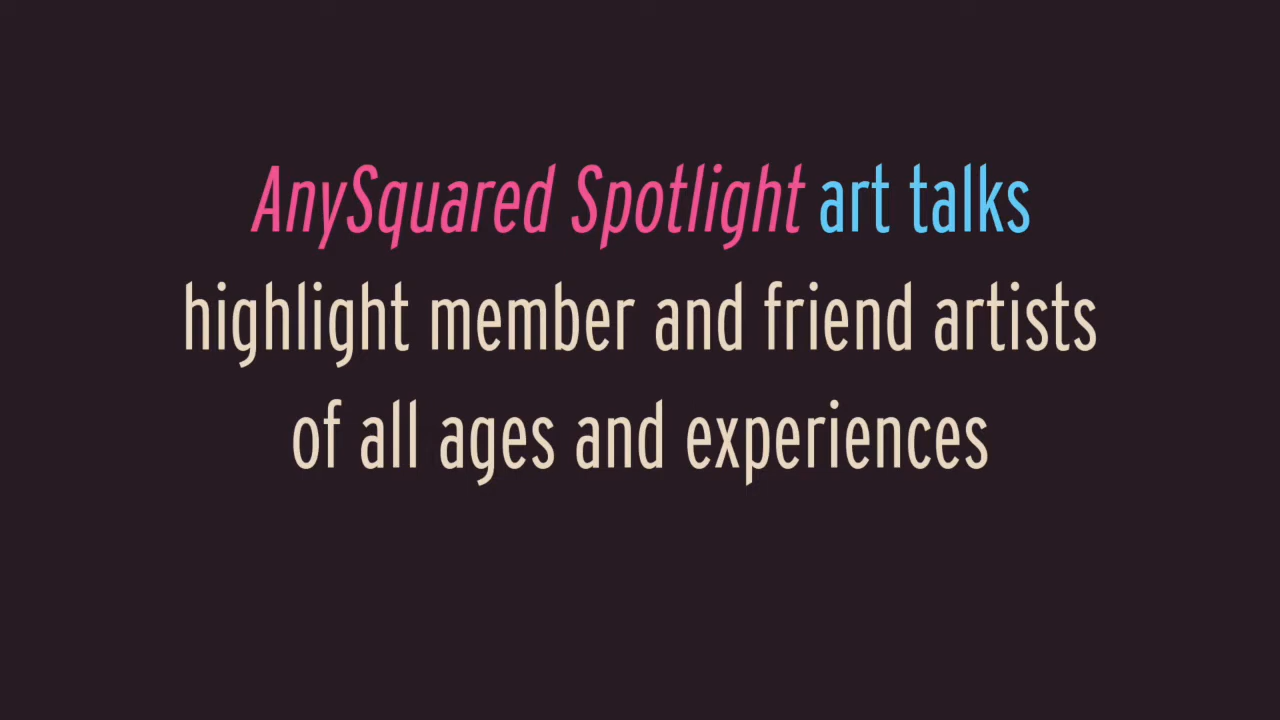 AnySquared Spotlight art talks
highlight member and friend artists
of all ages and experiences